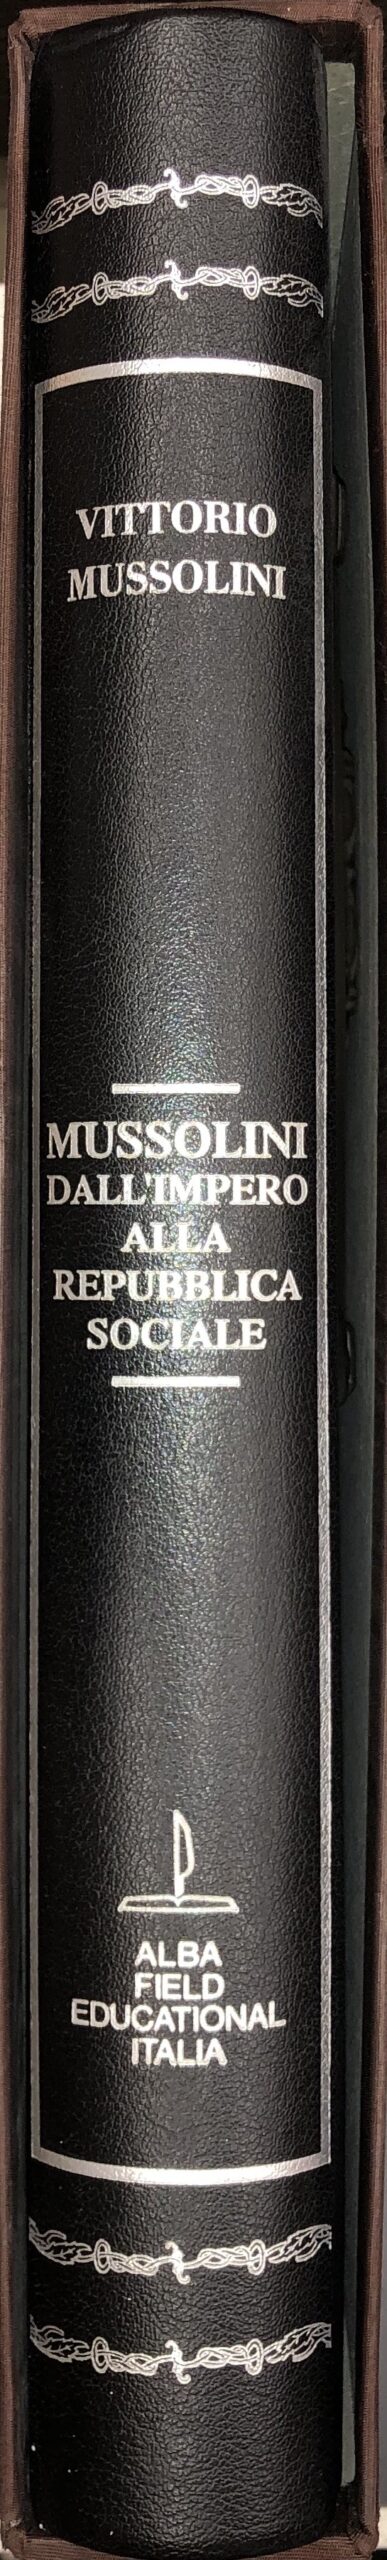 VITTORIO
MUSSOLINI
MUSSOLINI
DALL'IMPERO
ALLA
REPUBBLICA
SOCIALE
ALBA
FIELD
EDUCATIONAL
ITALIA